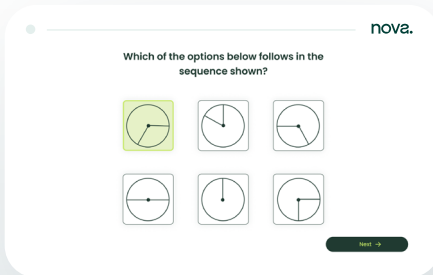 nova.
Which of the options below follows in the
sequence shown?
Next →